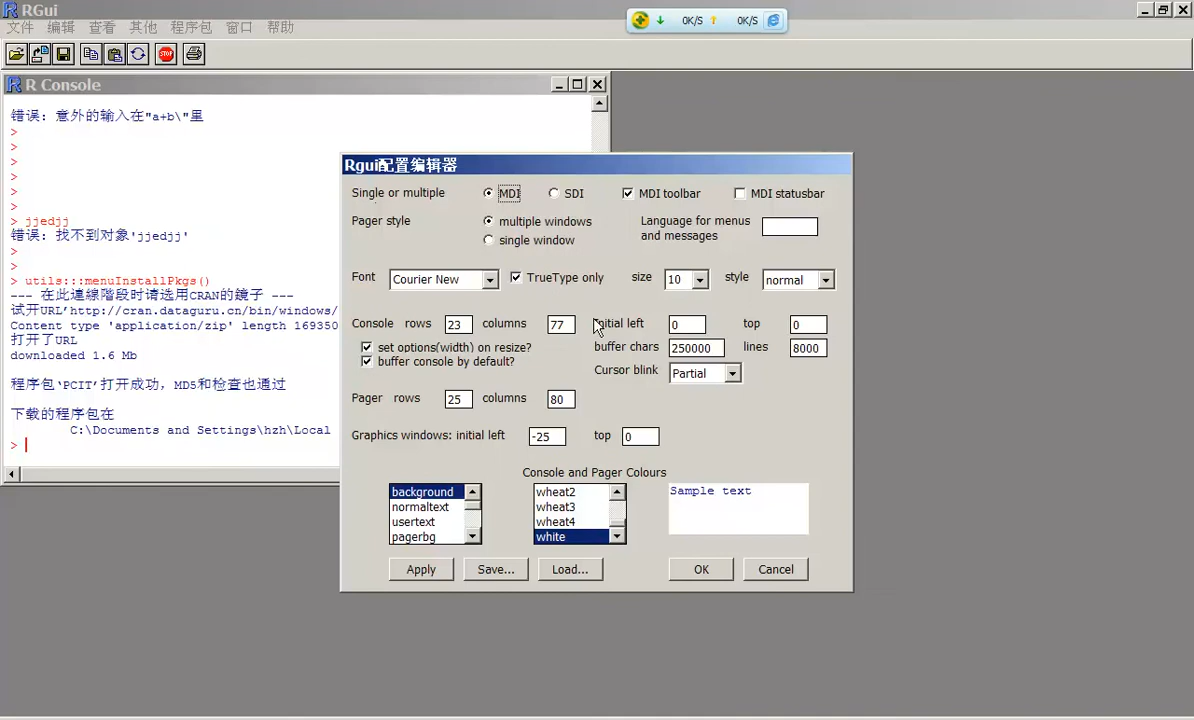 RGui
文件 编辑 查看 其他 程序包 窗口 帮助
0K/S 0K/S
STOP
R Console
错误: 意外的输入在"a+b\"里
>
>
>
>
>
>
> jjedjj
错误: 找不到对象'jjedjj'
>
>
> utils:::menuInstallPkgs()
--- 在此連線階段时请选用CRAN的鏡子 ---
试开URL’http://cran.dataguru.cn/bin/windows/
Content type 'application/zip' length 169350
打开了URL
downloaded 1.6 Mb
程序包‘PCIT’打开成功，MD5和检查也通过
下载的程序包在
C:\Documents and Settings\hzh\Local
>
Rgui配置编辑器
Single or multiple MDI SDI MDI toolbar MDI statusbar
Pager style multiple windows single window Language for menus and messages
Font Courier New TrueType only size 10 style normal
Console rows 23 columns 77 initial left 0 top 0
set options(width) on resize? buffer chars 250000 lines 8000
buffer console by default? Cursor blink Partial
Pager rows 25 columns 80
Graphics windows: initial left -25 top 0
Console and Pager Colours
background wheat2 Sample text
normaltext wheat3
usertext wheat4
pagerbg white
Apply Save... Load... OK Cancel